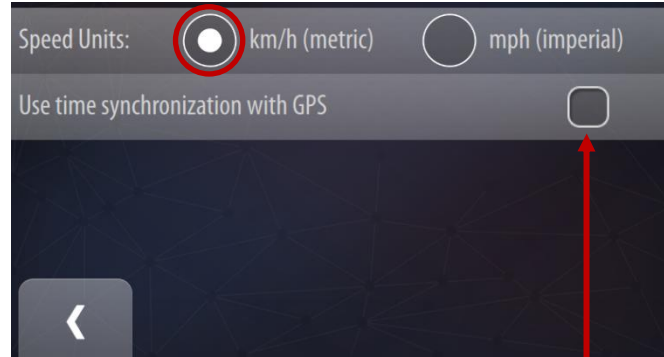 Speed Units: km/h (metric) mph (imperial)
Use time synchronization with GPS